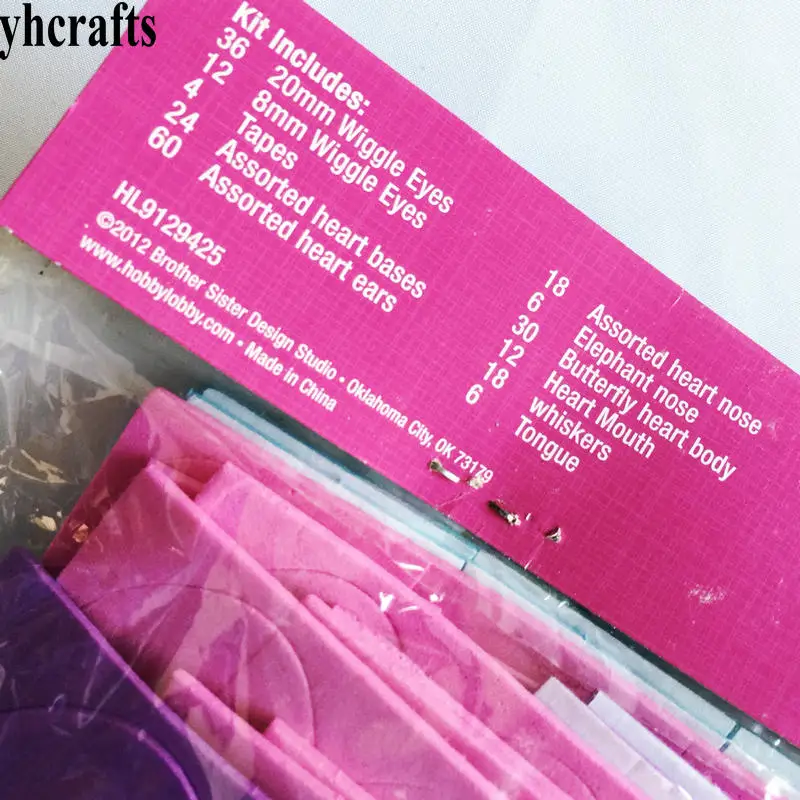 yhcrafts
Kit Includes:
36 20mm Wiggle Eyes
12 8mm Wiggle Eyes
4 Tapes
24 Assorted heart bases
60 Assorted heart ears
HL9129425
©2012 Brother Sister Design Studio • Oklahoma City, OK 73179
www.hobbylobby.com • Made in China
18 Assorted heart nose
6 Elephant nose
30 Butterfly heart body
12 Heart Mouth
18 whiskers
6 Tongue